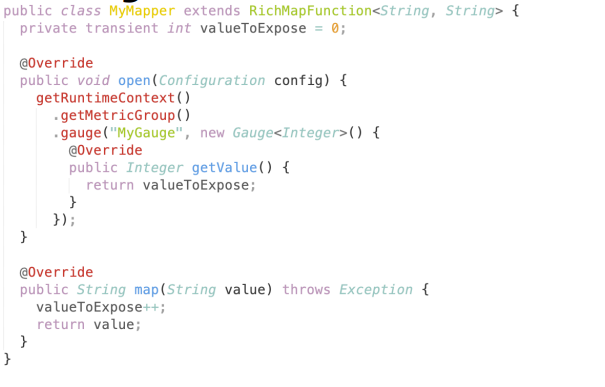 public class MyMapper extends RichMapFunction<String, String> {
  private transient int valueToExpose = 0;

  @Override
  public void open(Configuration config) {
    getRuntimeContext()
      .getMetricGroup()
      .gauge("MyGauge", new Gauge<Integer>() {
        @Override
        public Integer getValue() {
          return valueToExpose;
        }
      });
  }

  @Override
  public String map(String value) throws Exception {
    valueToExpose++;
    return value;
  }
}